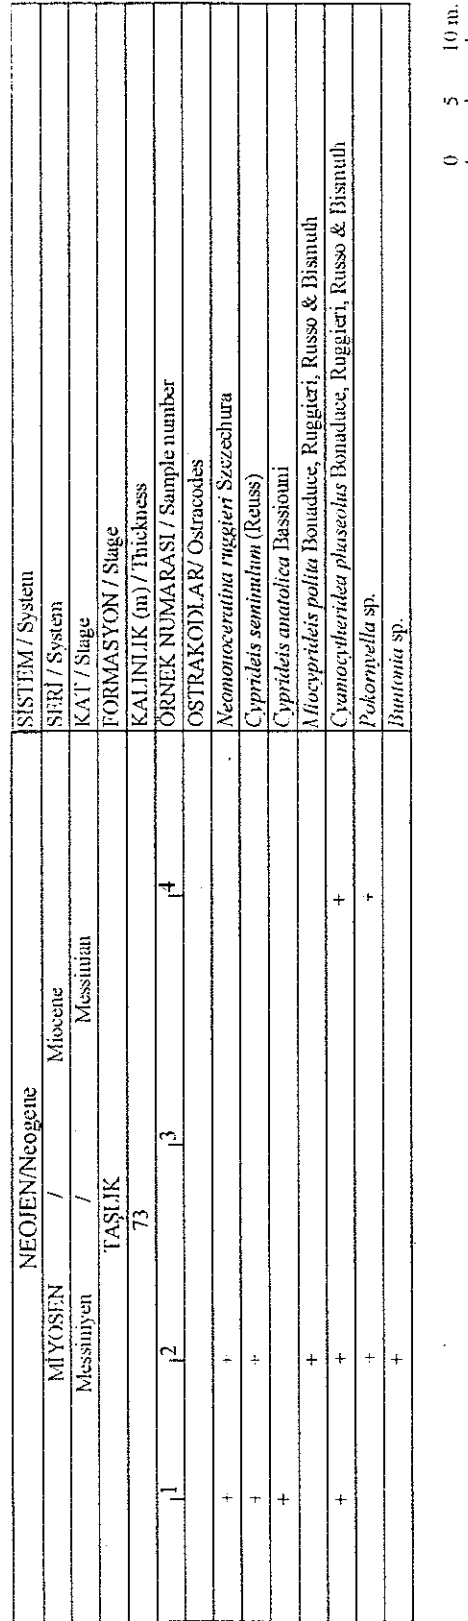 SİSTEM / System
NEOJEN/Neogene
SERİ / System
MİYOSEN / Miocene
KAT / Stage
Messiniyen / Messinian
FORMASYON / Stage
TAŞLIK
KALINLIK (m) / Thickness
73
ÖRNEK NUMARASI / Sample number
1 2 3 4
OSTRAKODLAR/ Ostracodes
Neomonoceratina ruggieri Szczechura + +
Cyprideis seminulum (Reuss) + +
Cyprideis anatolica Bassiouni +
Miocyprideis polita Bonaduce, Ruggieri, Russo & Bismuth +
Cyamocytheridea phaseolus Bonaduce, Ruggieri, Russo & Bismuth + + +
Pokornyella sp. + +
Buntonia sp. +
0 5 10 m.